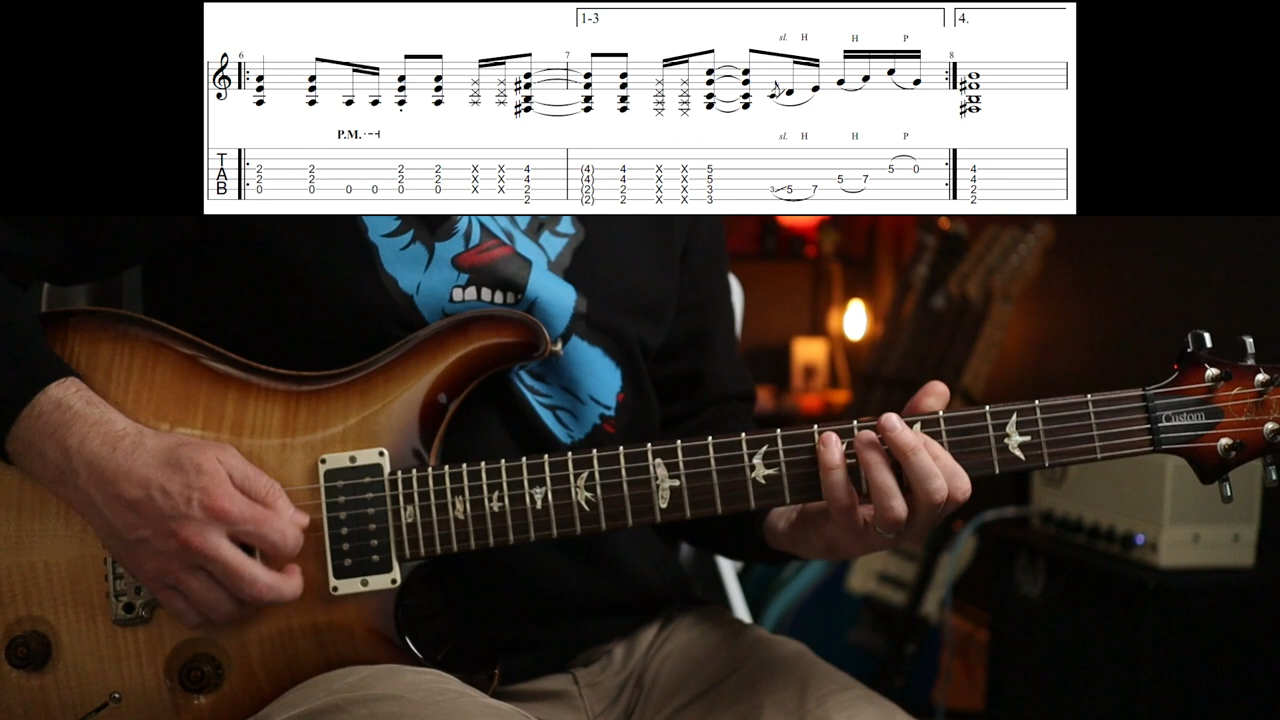 1-3 4.
6 7 8
sl. H H P
P.M.
sl. H H P
T
A
B
2 2 2 2 X X 4 (4) 4 X X 5 5 0 4
2 2 2 2 X X 4 (4) 4 X X 5 5 7 4
0 0 0 0 0 0 X X 2 (2) 2 X X 3 3 5 7 2
2 (2) 2 X X 3 2
Custom